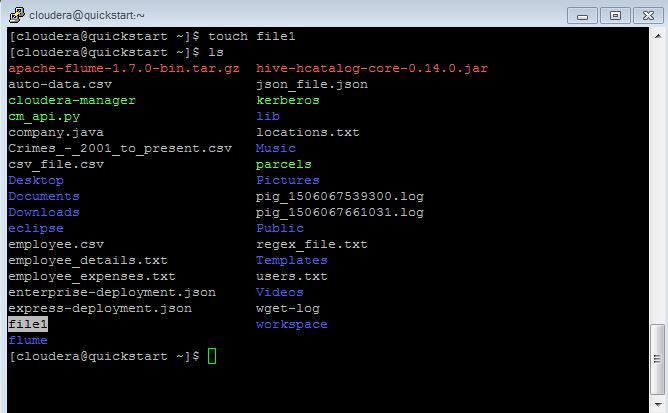 cloudera@quickstart:~
[cloudera@quickstart ~]$ touch file1
[cloudera@quickstart ~]$ ls
apache-flume-1.7.0-bin.tar.gz  hive-hcatalog-core-0.14.0.jar
auto-data.csv                  json_file.json
cloudera-manager               kerberos
cm_api.py                      lib
company.java                   locations.txt
Crimes_-_2001_to_present.csv   Music
csv_file.csv                   parcels
Desktop                        Pictures
Documents                      pig_1506067539300.log
Downloads                      pig_1506067661031.log
eclipse                        Public
employee.csv                   regex_file.txt
employee_details.txt           Templates
employee_expenses.txt          users.txt
enterprise-deployment.json     Videos
express-deployment.json        wget-log
file1                          workspace
flume
[cloudera@quickstart ~]$